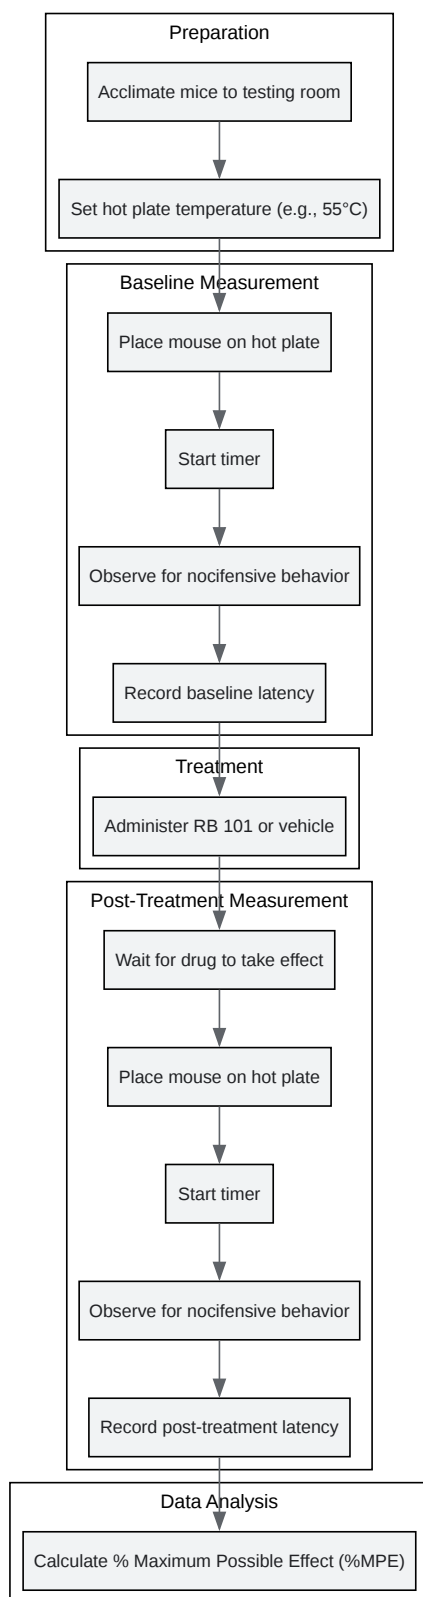 Preparation
Acclimate mice to testing room
Set hot plate temperature (e.g., 55°C)
Baseline Measurement
Place mouse on hot plate
Start timer
Observe for nocifensive behavior
Record baseline latency
Treatment
Administer RB 101 or vehicle
Post-Treatment Measurement
Wait for drug to take effect
Place mouse on hot plate
Start timer
Observe for nocifensive behavior
Record post-treatment latency
Data Analysis
Calculate % Maximum Possible Effect (%MPE)